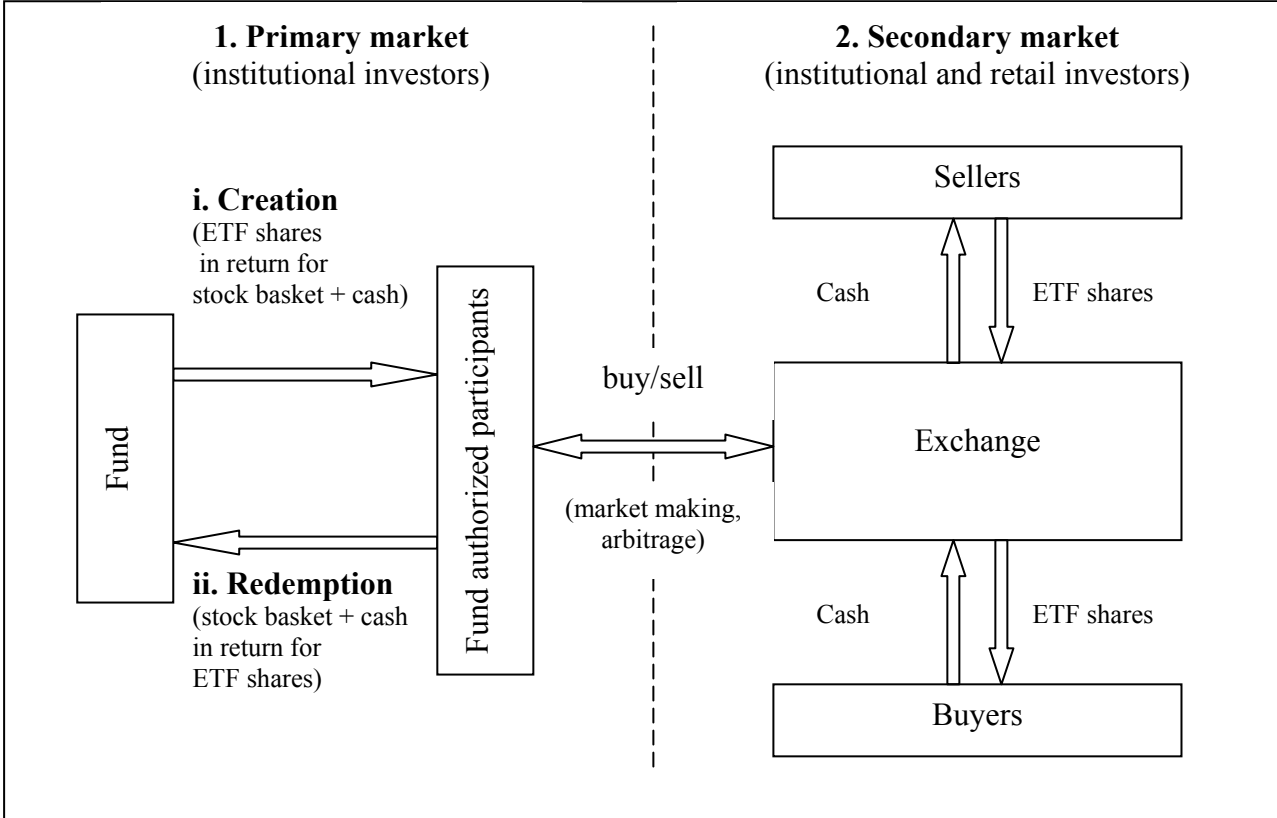 1. Primary market
(institutional investors)
2. Secondary market
(institutional and retail investors)
i. Creation
(ETF shares
in return for
stock basket + cash)
Fund
Fund authorized participants
ii. Redemption
(stock basket + cash
in return for
ETF shares)
buy/sell
(market making,
arbitrage)
Sellers
Cash
ETF shares
Exchange
Cash
ETF shares
Buyers